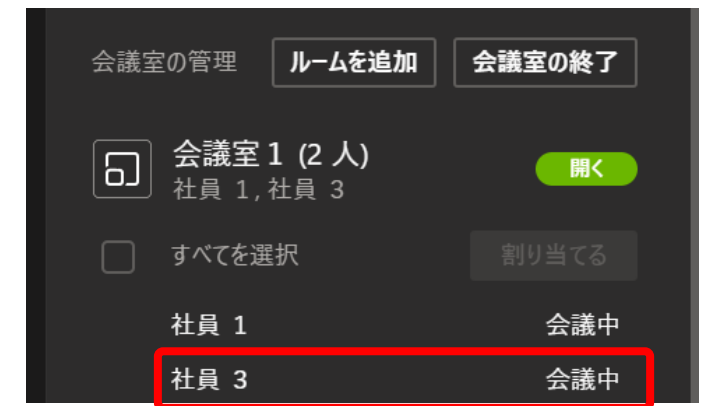 会議室の管理 ルームを追加 会議室の終了
会議室 1 (2 人) 開く
社員 1, 社員 3
すべてを選択 割り当てる
社員 1 会議中
社員 3 会議中